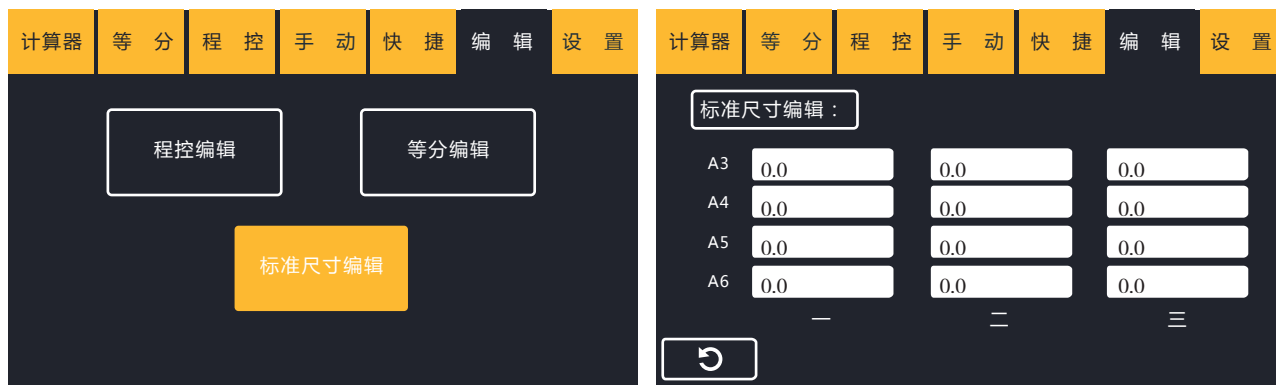 计算器 等 分 程 控 手 动 快 捷 编 辑 设 置
程控编辑 等分编辑
标准尺寸编辑
计算器 等 分 程 控 手 动 快 捷 编 辑 设 置
标准尺寸编辑：
A3 0.0 0.0 0.0
A4 0.0 0.0 0.0
A5 0.0 0.0 0.0
A6 0.0 0.0 0.0
一 二 三